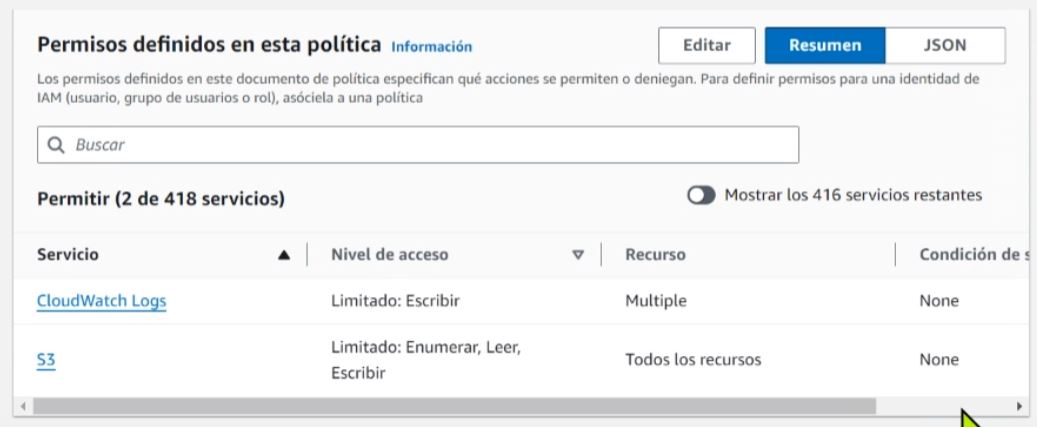 Permisos definidos en esta política Información
Editar
Resumen
JSON
Los permisos definidos en este documento de política especifican qué acciones se permiten o deniegan. Para definir permisos para una identidad de
IAM (usuario, grupo de usuarios o rol), asóciela a una política
Buscar
Permitir (2 de 418 servicios)
Mostrar los 416 servicios restantes
Servicio
Nivel de acceso
Recurso
Condición de s
CloudWatch Logs
Limitado: Escribir
Multiple
None
S3
Limitado: Enumerar, Leer,
Escribir
Todos los recursos
None